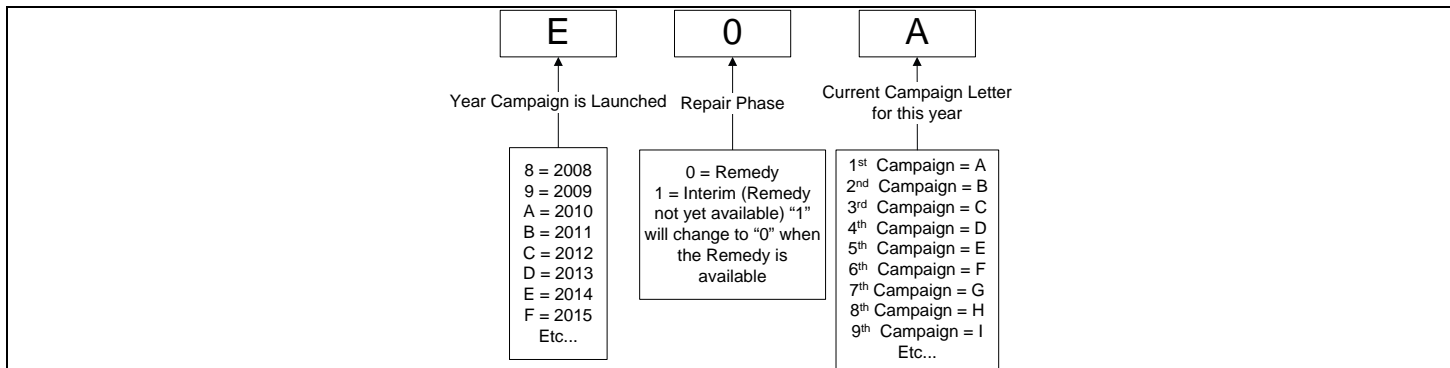 E 0 A
Year Campaign is Launched
Repair Phase
Current Campaign Letter
for this year
8 = 2008
9 = 2009
A = 2010
B = 2011
C = 2012
D = 2013
E = 2014
F = 2015
Etc...
0 = Remedy
1 = Interim (Remedy
not yet available) “1”
will change to “0” when
the Remedy is
available
1st Campaign = A
2nd Campaign = B
3rd Campaign = C
4th Campaign = D
5th Campaign = E
6th Campaign = F
7th Campaign = G
8th Campaign = H
9th Campaign = I
Etc...